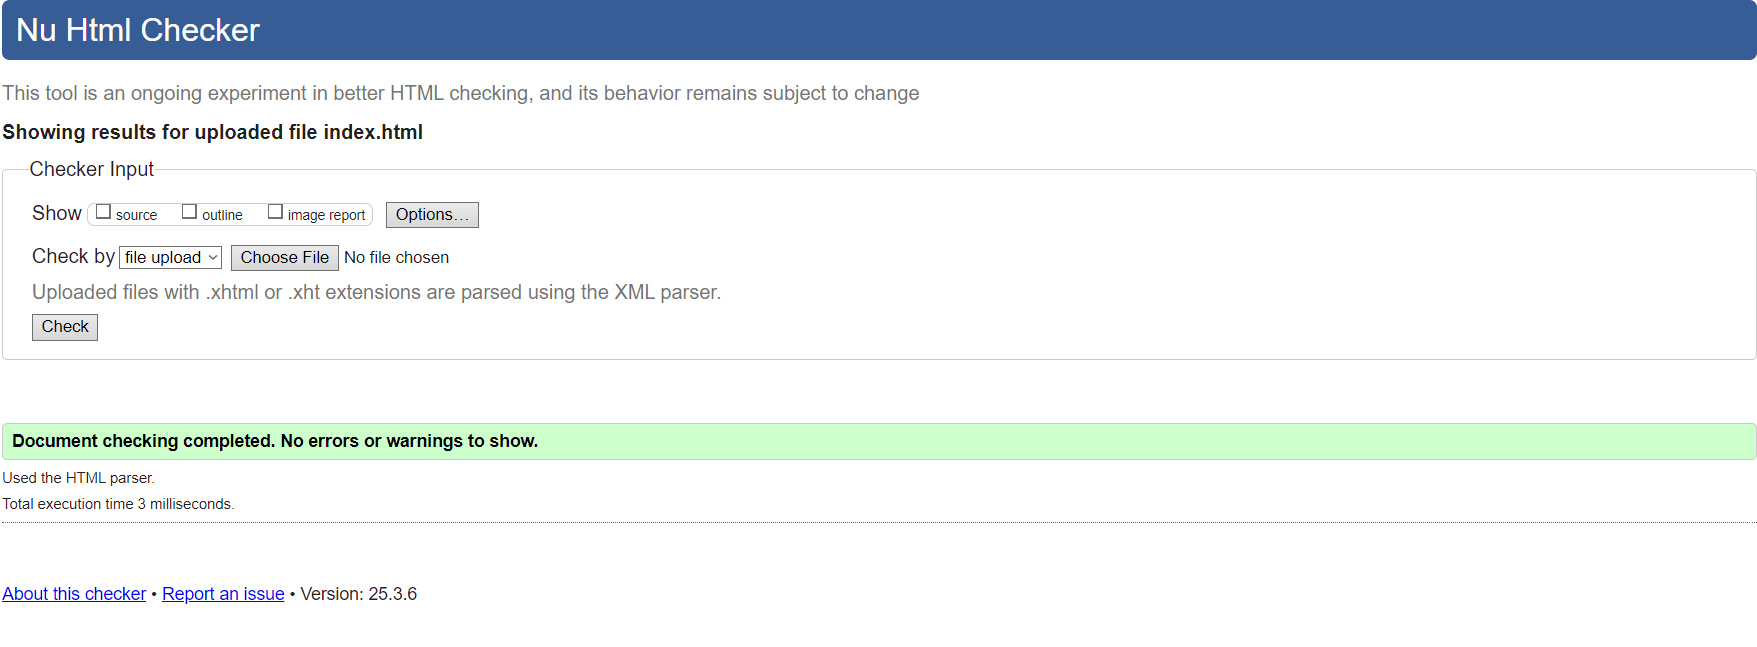 Nu Html Checker
This tool is an ongoing experiment in better HTML checking, and its behavior remains subject to change
Showing results for uploaded file index.html
Checker Input
Show source outline image report Options…
Check by file upload Choose File No file chosen
Uploaded files with .xhtml or .xht extensions are parsed using the XML parser.
Check
Document checking completed. No errors or warnings to show.
Used the HTML parser.
Total execution time 3 milliseconds.
About this checker • Report an issue • Version: 25.3.6